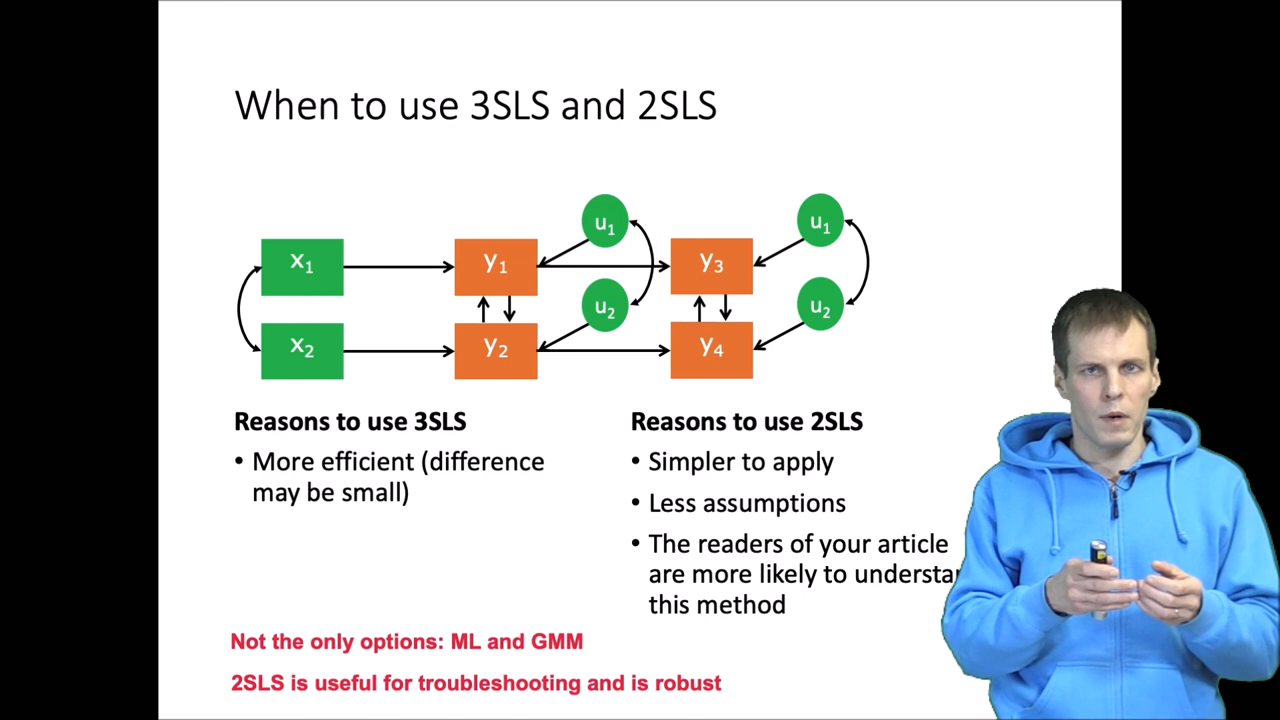 When to use 3SLS and 2SLS
u1
u1
x1
y1
y3
u2
u2
x2
y2
y4
Reasons to use 3SLS
• More efficient (difference
may be small)
Reasons to use 2SLS
• Simpler to apply
• Less assumptions
• The readers of your article
are more likely to understa
this method
Not the only options: ML and GMM
2SLS is useful for troubleshooting and is robust